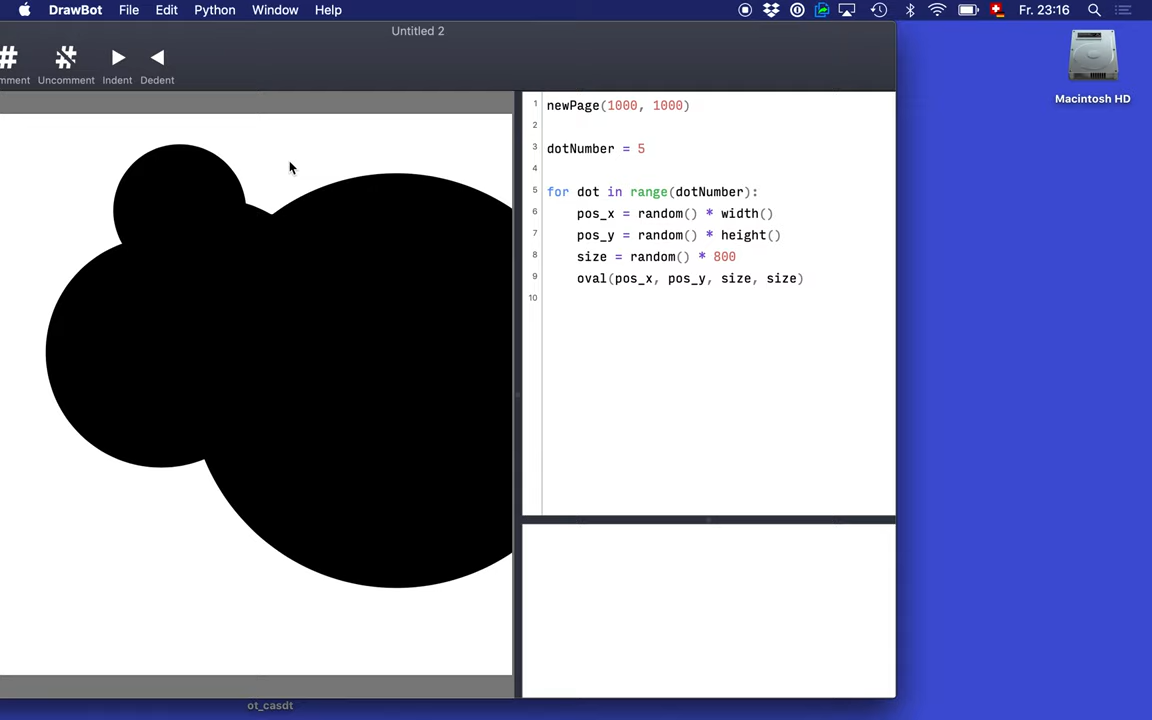 DrawBot File Edit Python Window Help Fr. 23:16
Untitled 2
mment Uncomment Indent Dedent
Macintosh HD
1 newPage(1000, 1000)
2
3 dotNumber = 5
4
5 for dot in range(dotNumber):
6 pos_x = random() * width()
7 pos_y = random() * height()
8 size = random() * 800
9 oval(pos_x, pos_y, size, size)
10
ot_casdt